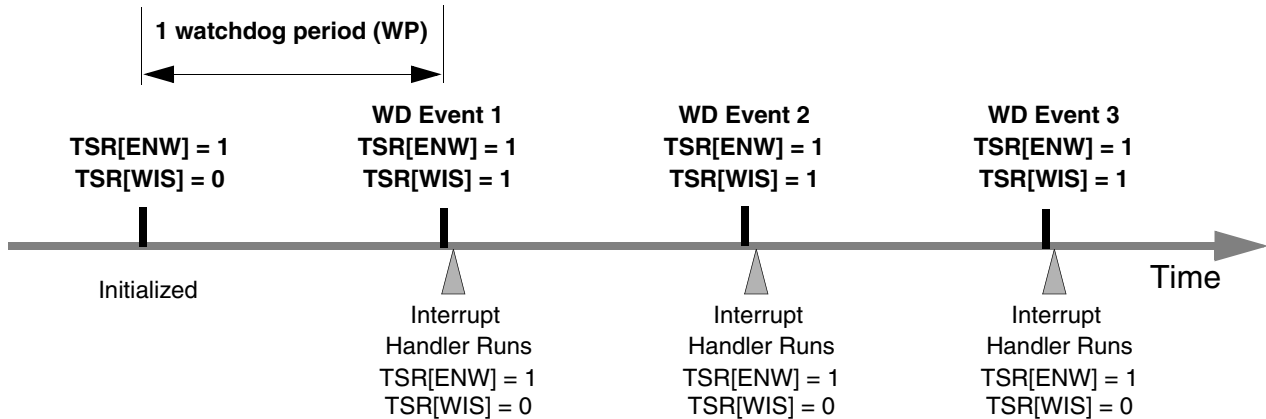 1 watchdog period (WP)
TSR[ENW] = 1
TSR[WIS] = 0
WD Event 1
TSR[ENW] = 1
TSR[WIS] = 1
WD Event 2
TSR[ENW] = 1
TSR[WIS] = 1
WD Event 3
TSR[ENW] = 1
TSR[WIS] = 1
Initialized
Time
Interrupt
Handler Runs
TSR[ENW] = 1
TSR[WIS] = 0
Interrupt
Handler Runs
TSR[ENW] = 1
TSR[WIS] = 0
Interrupt
Handler Runs
TSR[ENW] = 1
TSR[WIS] = 0